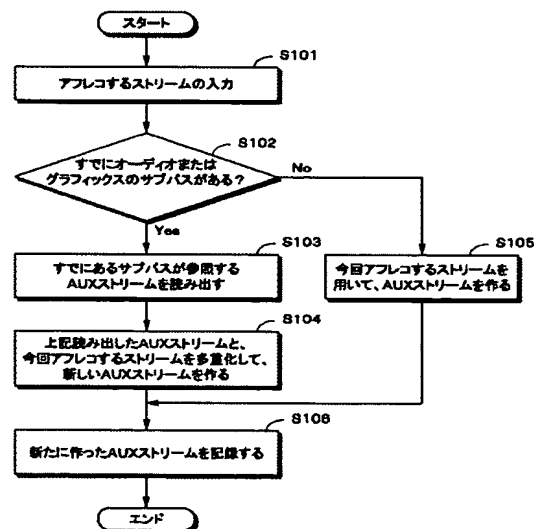 スタート
S101
アフレコするストリームの入力
S102
すでにオーディオまたは
グラフィックスのサブパスがある？
No
Yes
S103
すでにあるサブパスが参照する
AUXストリームを読み出す
S105
今回アフレコするストリームを
用いて、AUXストリームを作る
S104
上記読み出したAUXストリームと、
今回アフレコするストリームを多重化して、
新しいAUXストリームを作る
S106
新たに作ったAUXストリームを記録する
エンド